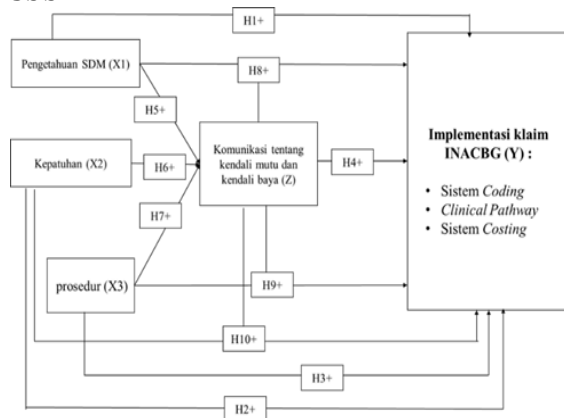 H1+
Pengetahuan SDM (X1)
H8+
H5+
Kepatuhan (X2)
H6+
Komunikasi tentang
kendali mutu dan
kendali baya (Z)
H4+
Implementasi klaim
INACBG (Y) :
• Sistem Coding
• Clinical Pathway
• Sistem Costing
H7+
prosedur (X3)
H9+
H10+
H3+
H2+